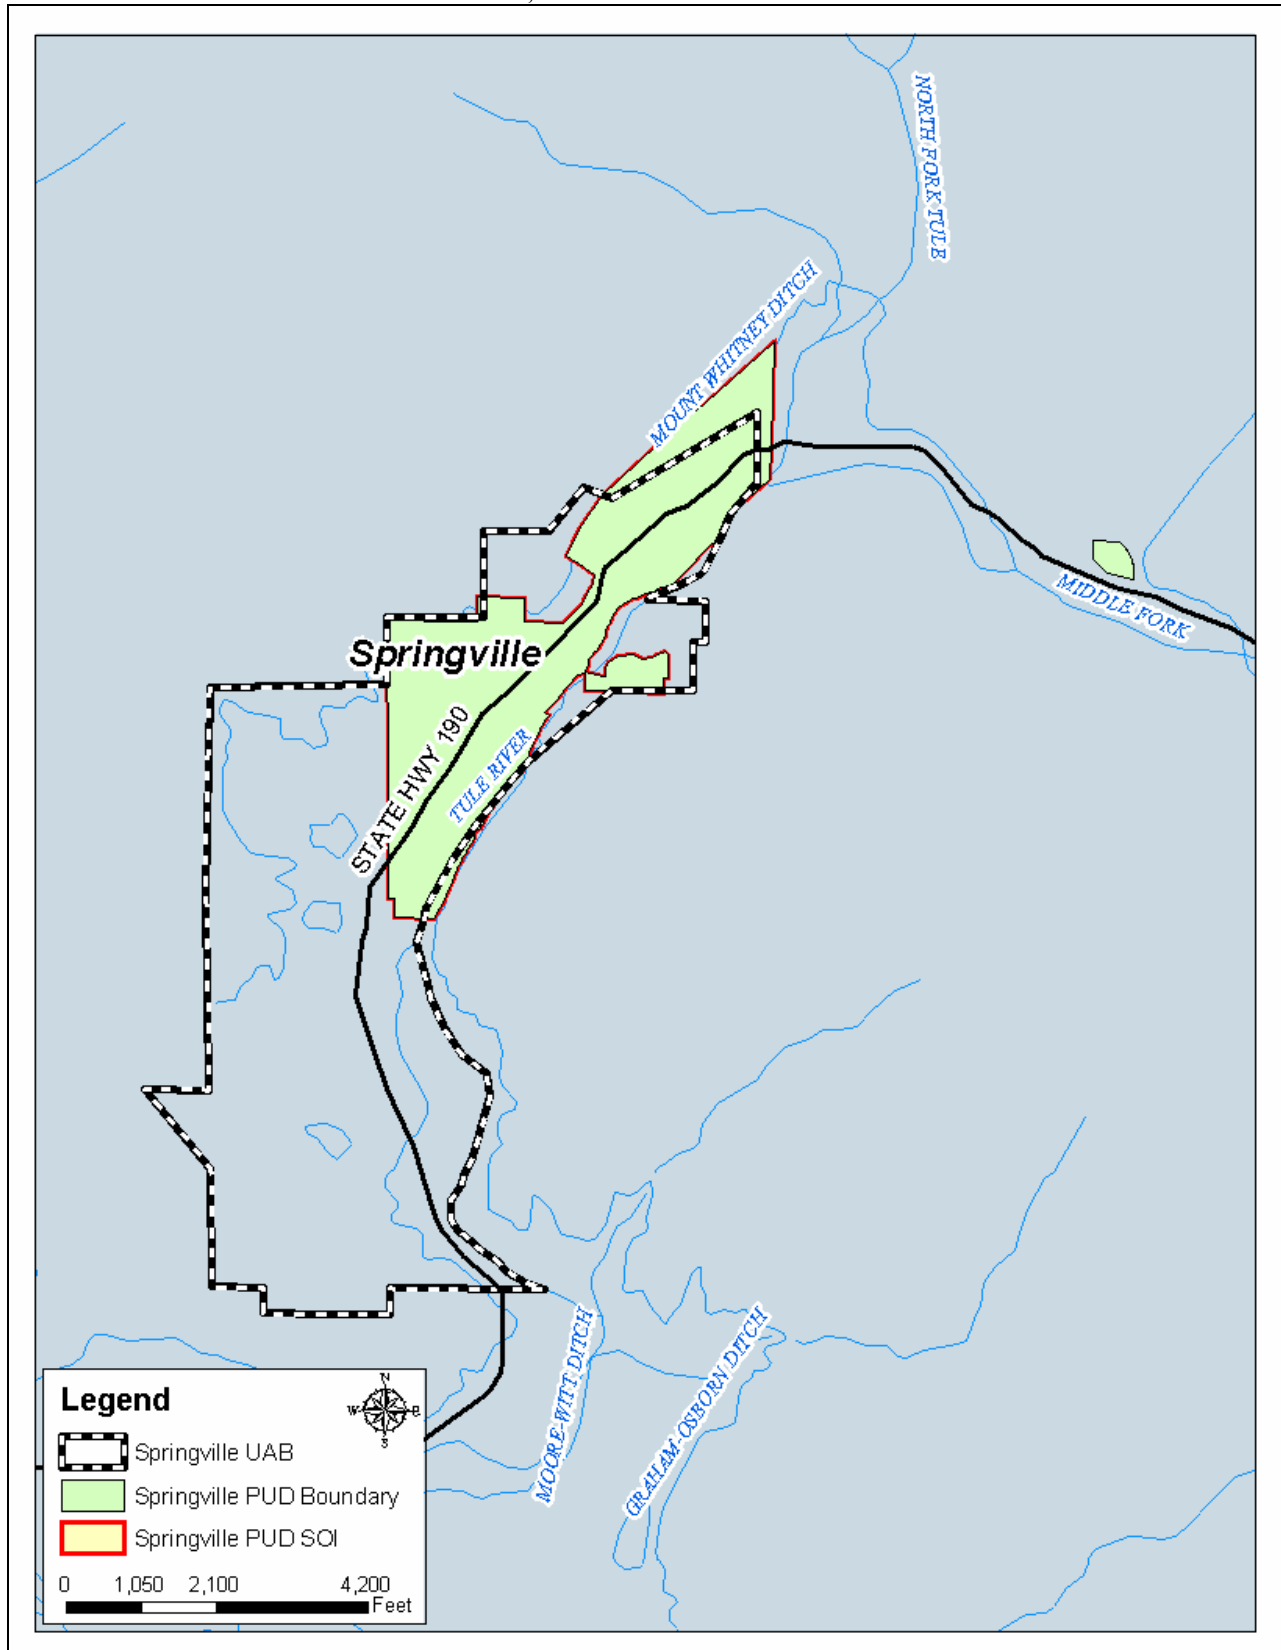 NORTH FORK TULE
MOUNT WHITNEY DITCH
MIDDLE FORK
Springville
STATE HWY 190
TULE RIVER
MOORE-WITT DITCH
GRAHAM-OSBORN DITCH
Legend
N
W E
S
Springville UAB
Springville PUD Boundary
Springville PUD SOI
0 1,050 2,100 4,200
Feet